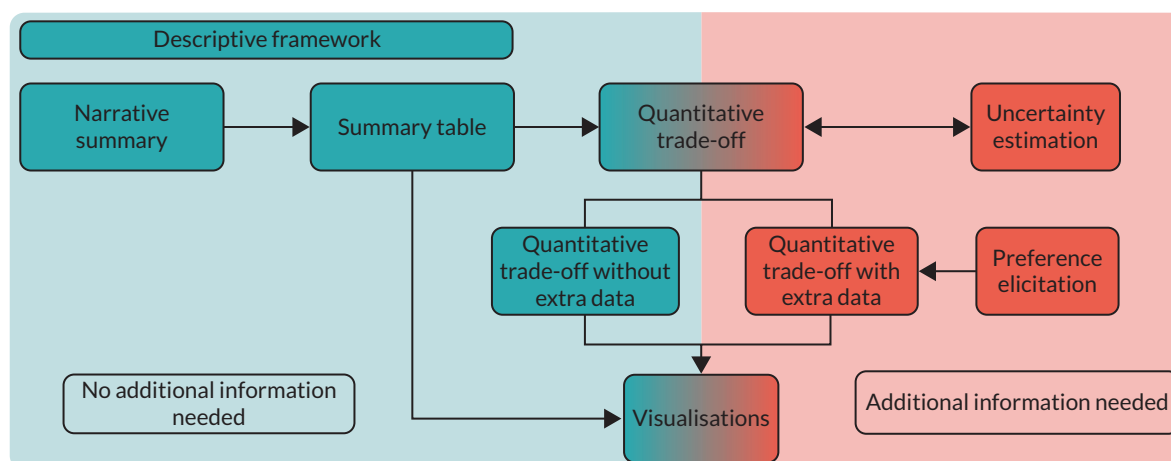 Descriptive framework
Narrative
summary
Summary table
Quantitative
trade-off
Uncertainty
estimation
Quantitative
trade-off without
extra data
Quantitative
trade-off with
extra data
Preference
elicitation
No additional information
needed
Visualisations
Additional information needed